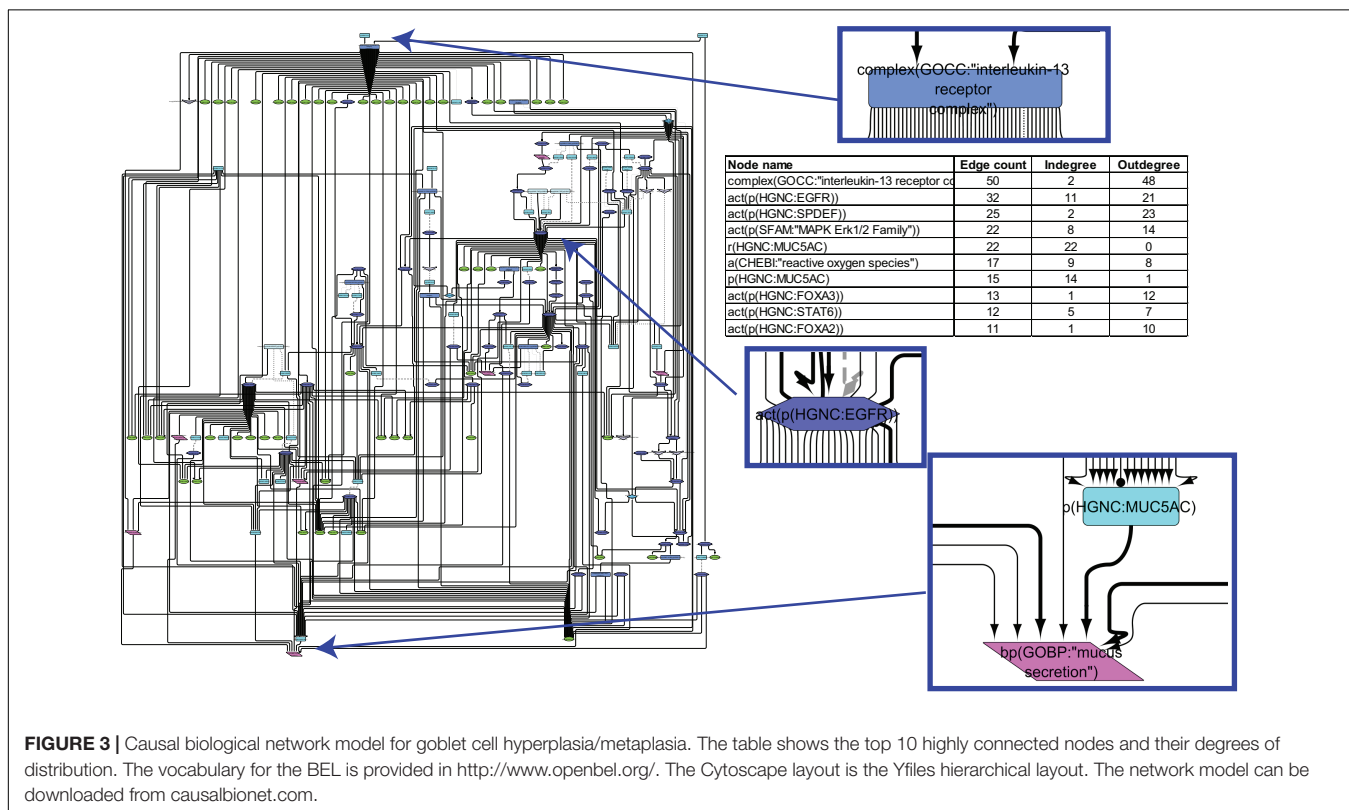 complex(GOCC:"interleukin-13
receptor
complex")
Node name Edge count Indegree Outdegree
complex(GOCC:"interleukin-13 receptor co 50 2 48
act(p(HGNC:EGFR)) 32 11 21
act(p(HGNC:SPDEF)) 25 2 23
act(p(SFAM:"MAPK Erk1/2 Family")) 22 8 14
r(HGNC:MUC5AC) 22 22 0
a(CHEBI:"reactive oxygen species") 17 9 8
p(HGNC:MUC5AC) 15 14 1
act(p(HGNC:FOXA3)) 13 1 12
act(p(HGNC:STAT6)) 12 5 7
act(p(HGNC:FOXA2)) 11 1 10
act(p(HGNC:EGFR))
p(HGNC:MUC5AC)
bp(GOBP:"mucus
secretion")
FIGURE 3 | Causal biological network model for goblet cell hyperplasia/metaplasia. The table shows the top 10 highly connected nodes and their degrees of
distribution. The vocabulary for the BEL is provided in http://www.openbel.org/. The Cytoscape layout is the Yfiles hierarchical layout. The network model can be
downloaded from causalbionet.com.